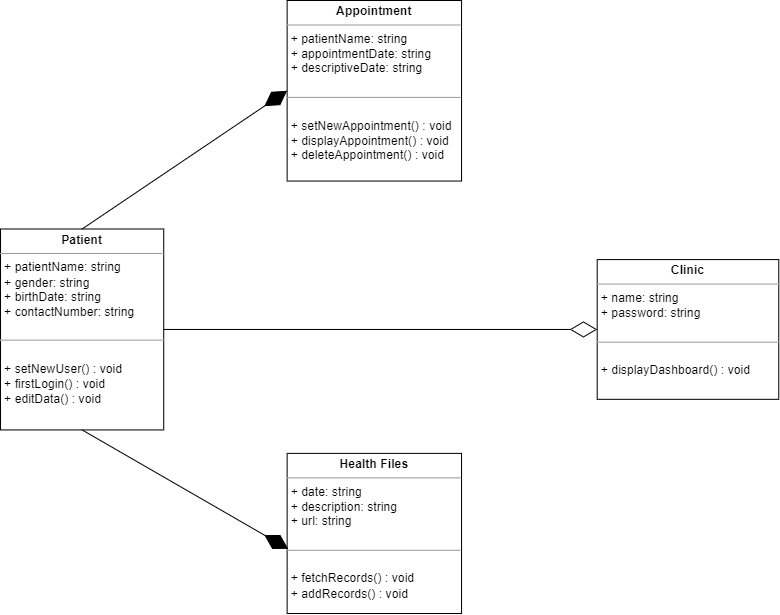 Appointment
+ patientName: string
+ appointmentDate: string
+ descriptiveDate: string
+ setNewAppointment() : void
+ displayAppointment() : void
+ deleteAppointment() : void
Patient
+ patientName: string
+ gender: string
+ birthDate: string
+ contactNumber: string
+ setNewUser() : void
+ firstLogin() : void
+ editData() : void
Clinic
+ name: string
+ password: string
+ displayDashboard() : void
Health Files
+ date: string
+ description: string
+ url: string
+ fetchRecords() : void
+ addRecords() : void